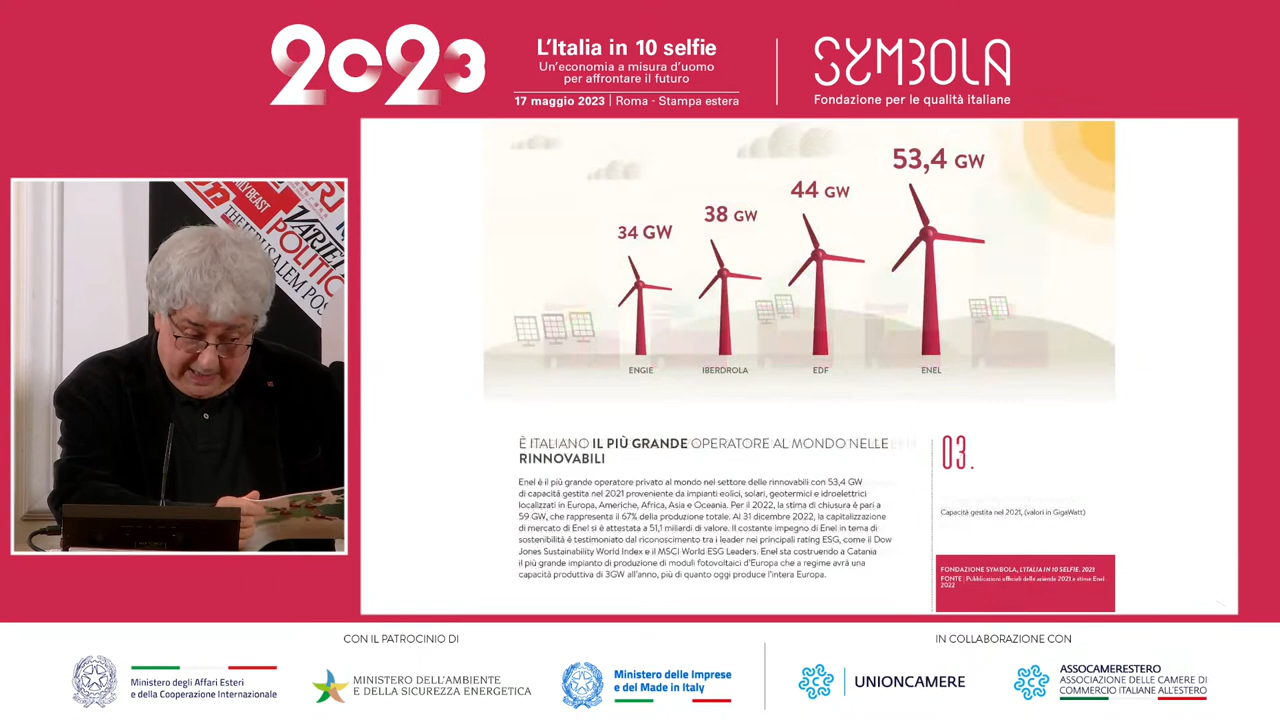 2023
L'Italia in 10 selfie
Un'economia a misura d'uomo
per affrontare il futuro
17 maggio 2023 | Roma - Stampa estera
SYMBOLA
Fondazione per le qualità italiane
DAILY BEAST
VARIETY
THE JERUSALEM POS
POLITIC
53,4 GW
44 GW
38 GW
34 GW
ENGIE
IBERDROLA
EDF
ENEL
È ITALIANO IL PIÙ GRANDE OPERATORE AL MONDO NELLE
RINNOVABILI
Enel è il più grande operatore privato al mondo nel settore delle rinnovabili con 53,4 GW
di capacità gestita nel 2021 proveniente da impianti eolici, solari, geotermici e idroelettrici
localizzati in Europa, Americhe, Africa, Asia e Oceania. Per il 2022, la stima di chiusura è pari a
59 GW, che rappresenta il 67% della produzione totale. Al 31 dicembre 2022, la capitalizzazione
di mercato di Enel si è attestata a 51,1 miliardi di valore. Il costante impegno di Enel in tema di
sostenibilità è testimoniato dal riconoscimento tra i leader nei principali rating ESG, come il Dow
Jones Sustainability World Index e il MSCI World ESG Leaders. Enel sta costruendo a Catania
il più grande impianto di produzione di moduli fotovoltaici d'Europa che a regime avrà una
capacità produttiva di 3GW all'anno, più di quanto oggi produce l'intera Europa.
03.
Capacità gestita nel 2021, (valori in GigaWatt)
FONDAZIONE SYMBOLA, L'ITALIA IN 10 SELFIE. 2023
FONTE | Pubblicazioni ufficiali delle aziende 2021 e stima Enel
2022
CON IL PATROCINIO DI
Ministero degli Affari Esteri
e della Cooperazione Internazionale
MINISTERO DELL'AMBIENTE
E DELLA SICUREZZA ENERGETICA
Ministero delle Imprese
e del Made in Italy
IN COLLABORAZIONE CON
UNIONCAMERE
ASSOCAMERESTERO
ASSOCIAZIONE DELLE CAMERE DI
COMMERCIO ITALIANE ALL'ESTERO